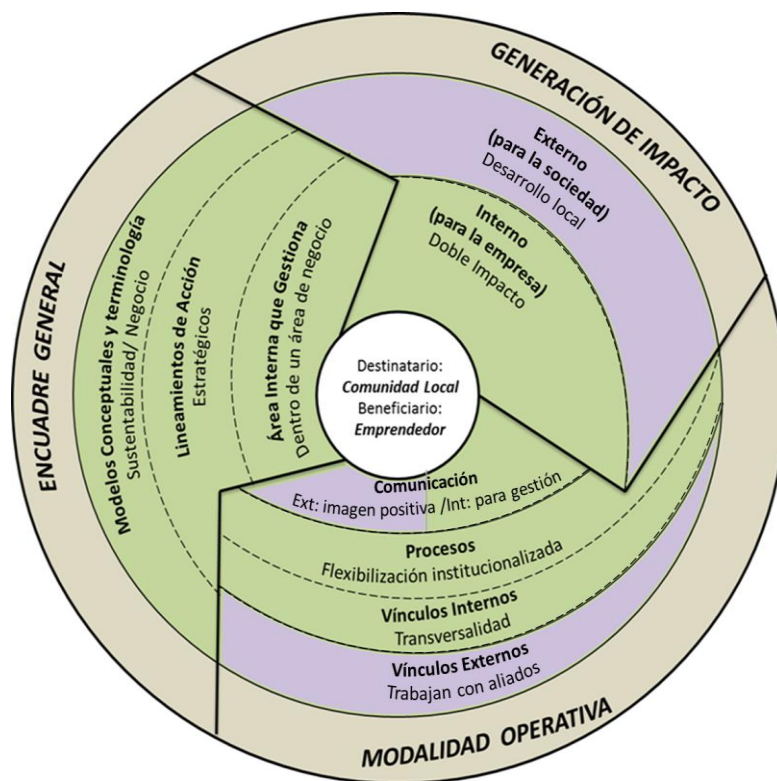 GENERACIÓN DE IMPACTO
Externo
(para la sociedad)
Desarrollo local
Interno
(para la empresa)
Doble Impacto
ENCUADRE GENERAL
Modelos Conceptuales y terminología
Sustentabilidad/ Negocio
Lineamientos de Acción
Estratégicos
Área Interna que Gestiona
Dentro de un área de negocio
Destinatario:
Comunidad Local
Beneficiario:
Emprendedor
Comunicación
Ext: imagen positiva /Int: para gestión
Procesos
Flexibilización institucionalizada
Vínculos Internos
Transversalidad
Vínculos Externos
Trabajan con aliados
MODALIDAD OPERATIVA